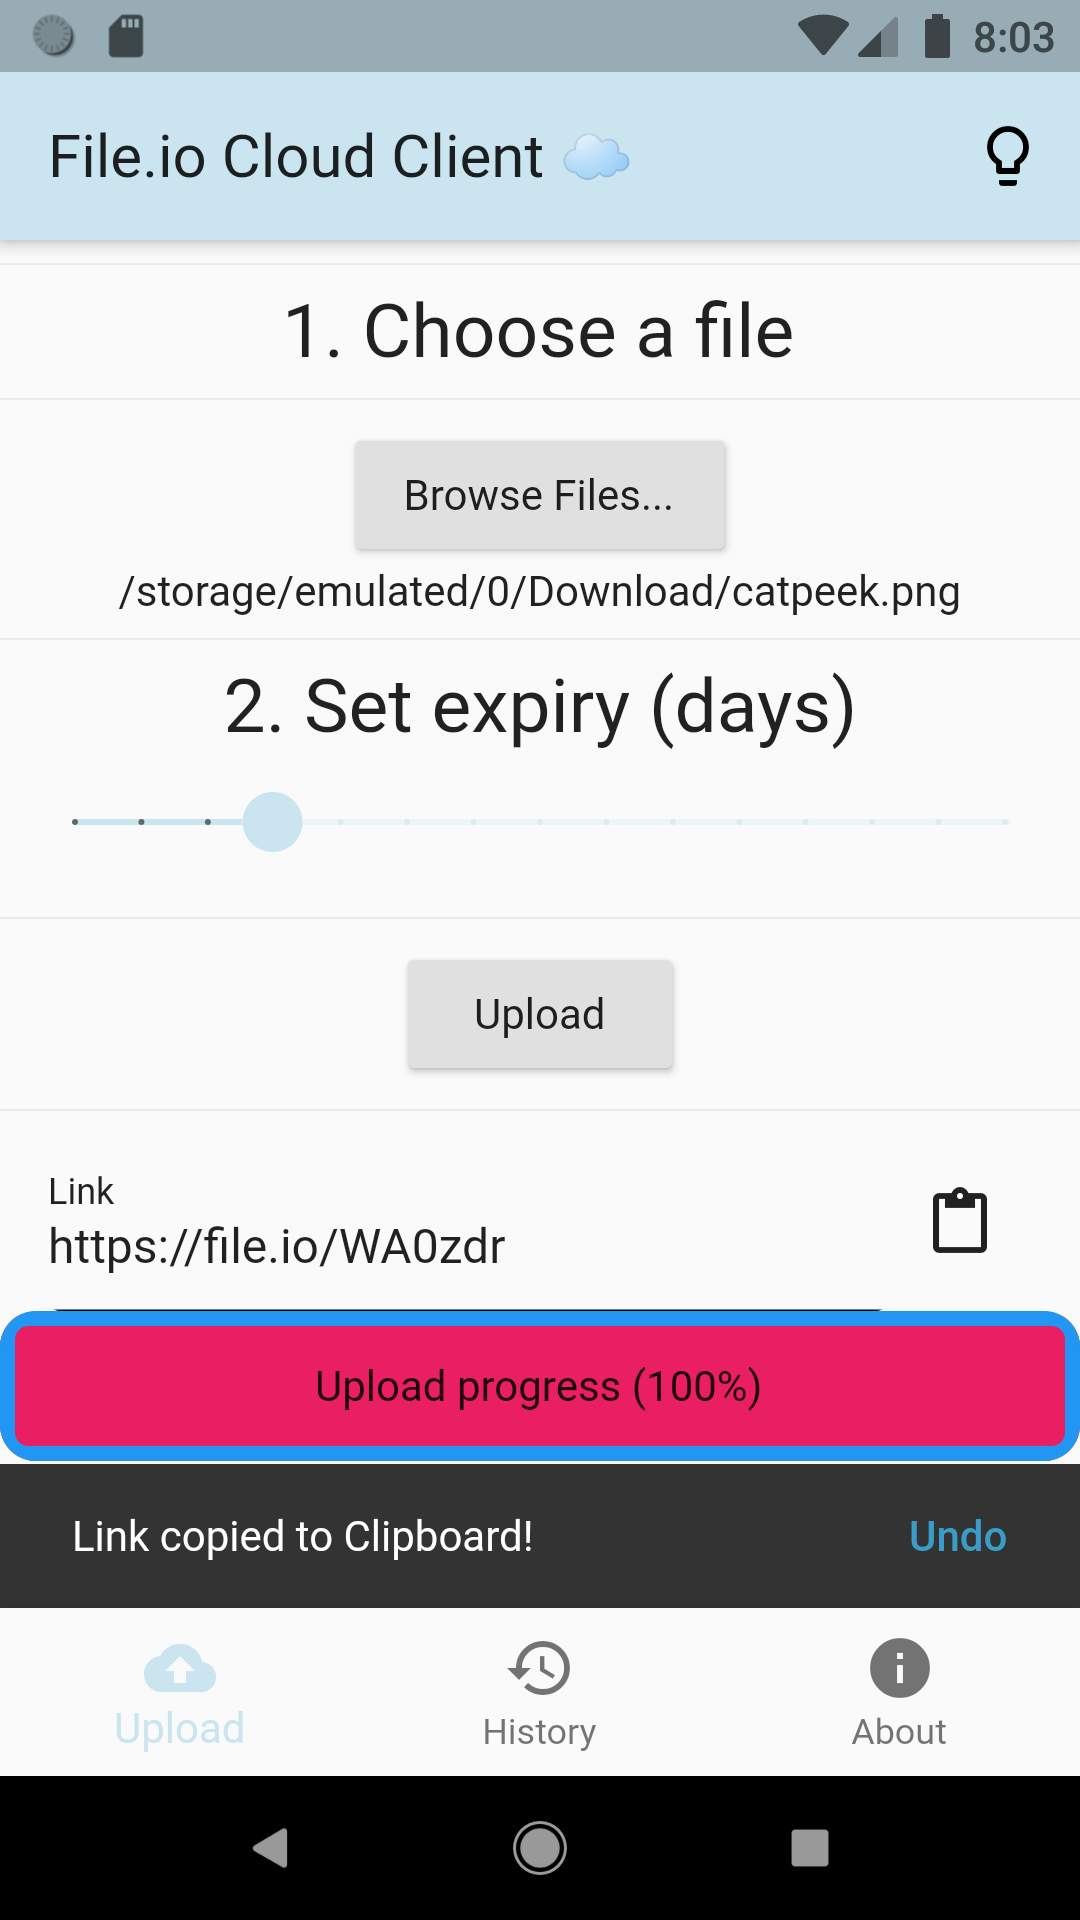 8:03
File.io Cloud Client
1. Choose a file
Browse Files...
/storage/emulated/0/Download/catpeek.png
2. Set expiry (days)
Upload
Link
https://file.io/WA0zdr
Upload progress (100%)
Link copied to Clipboard!
Undo
Upload
History
About